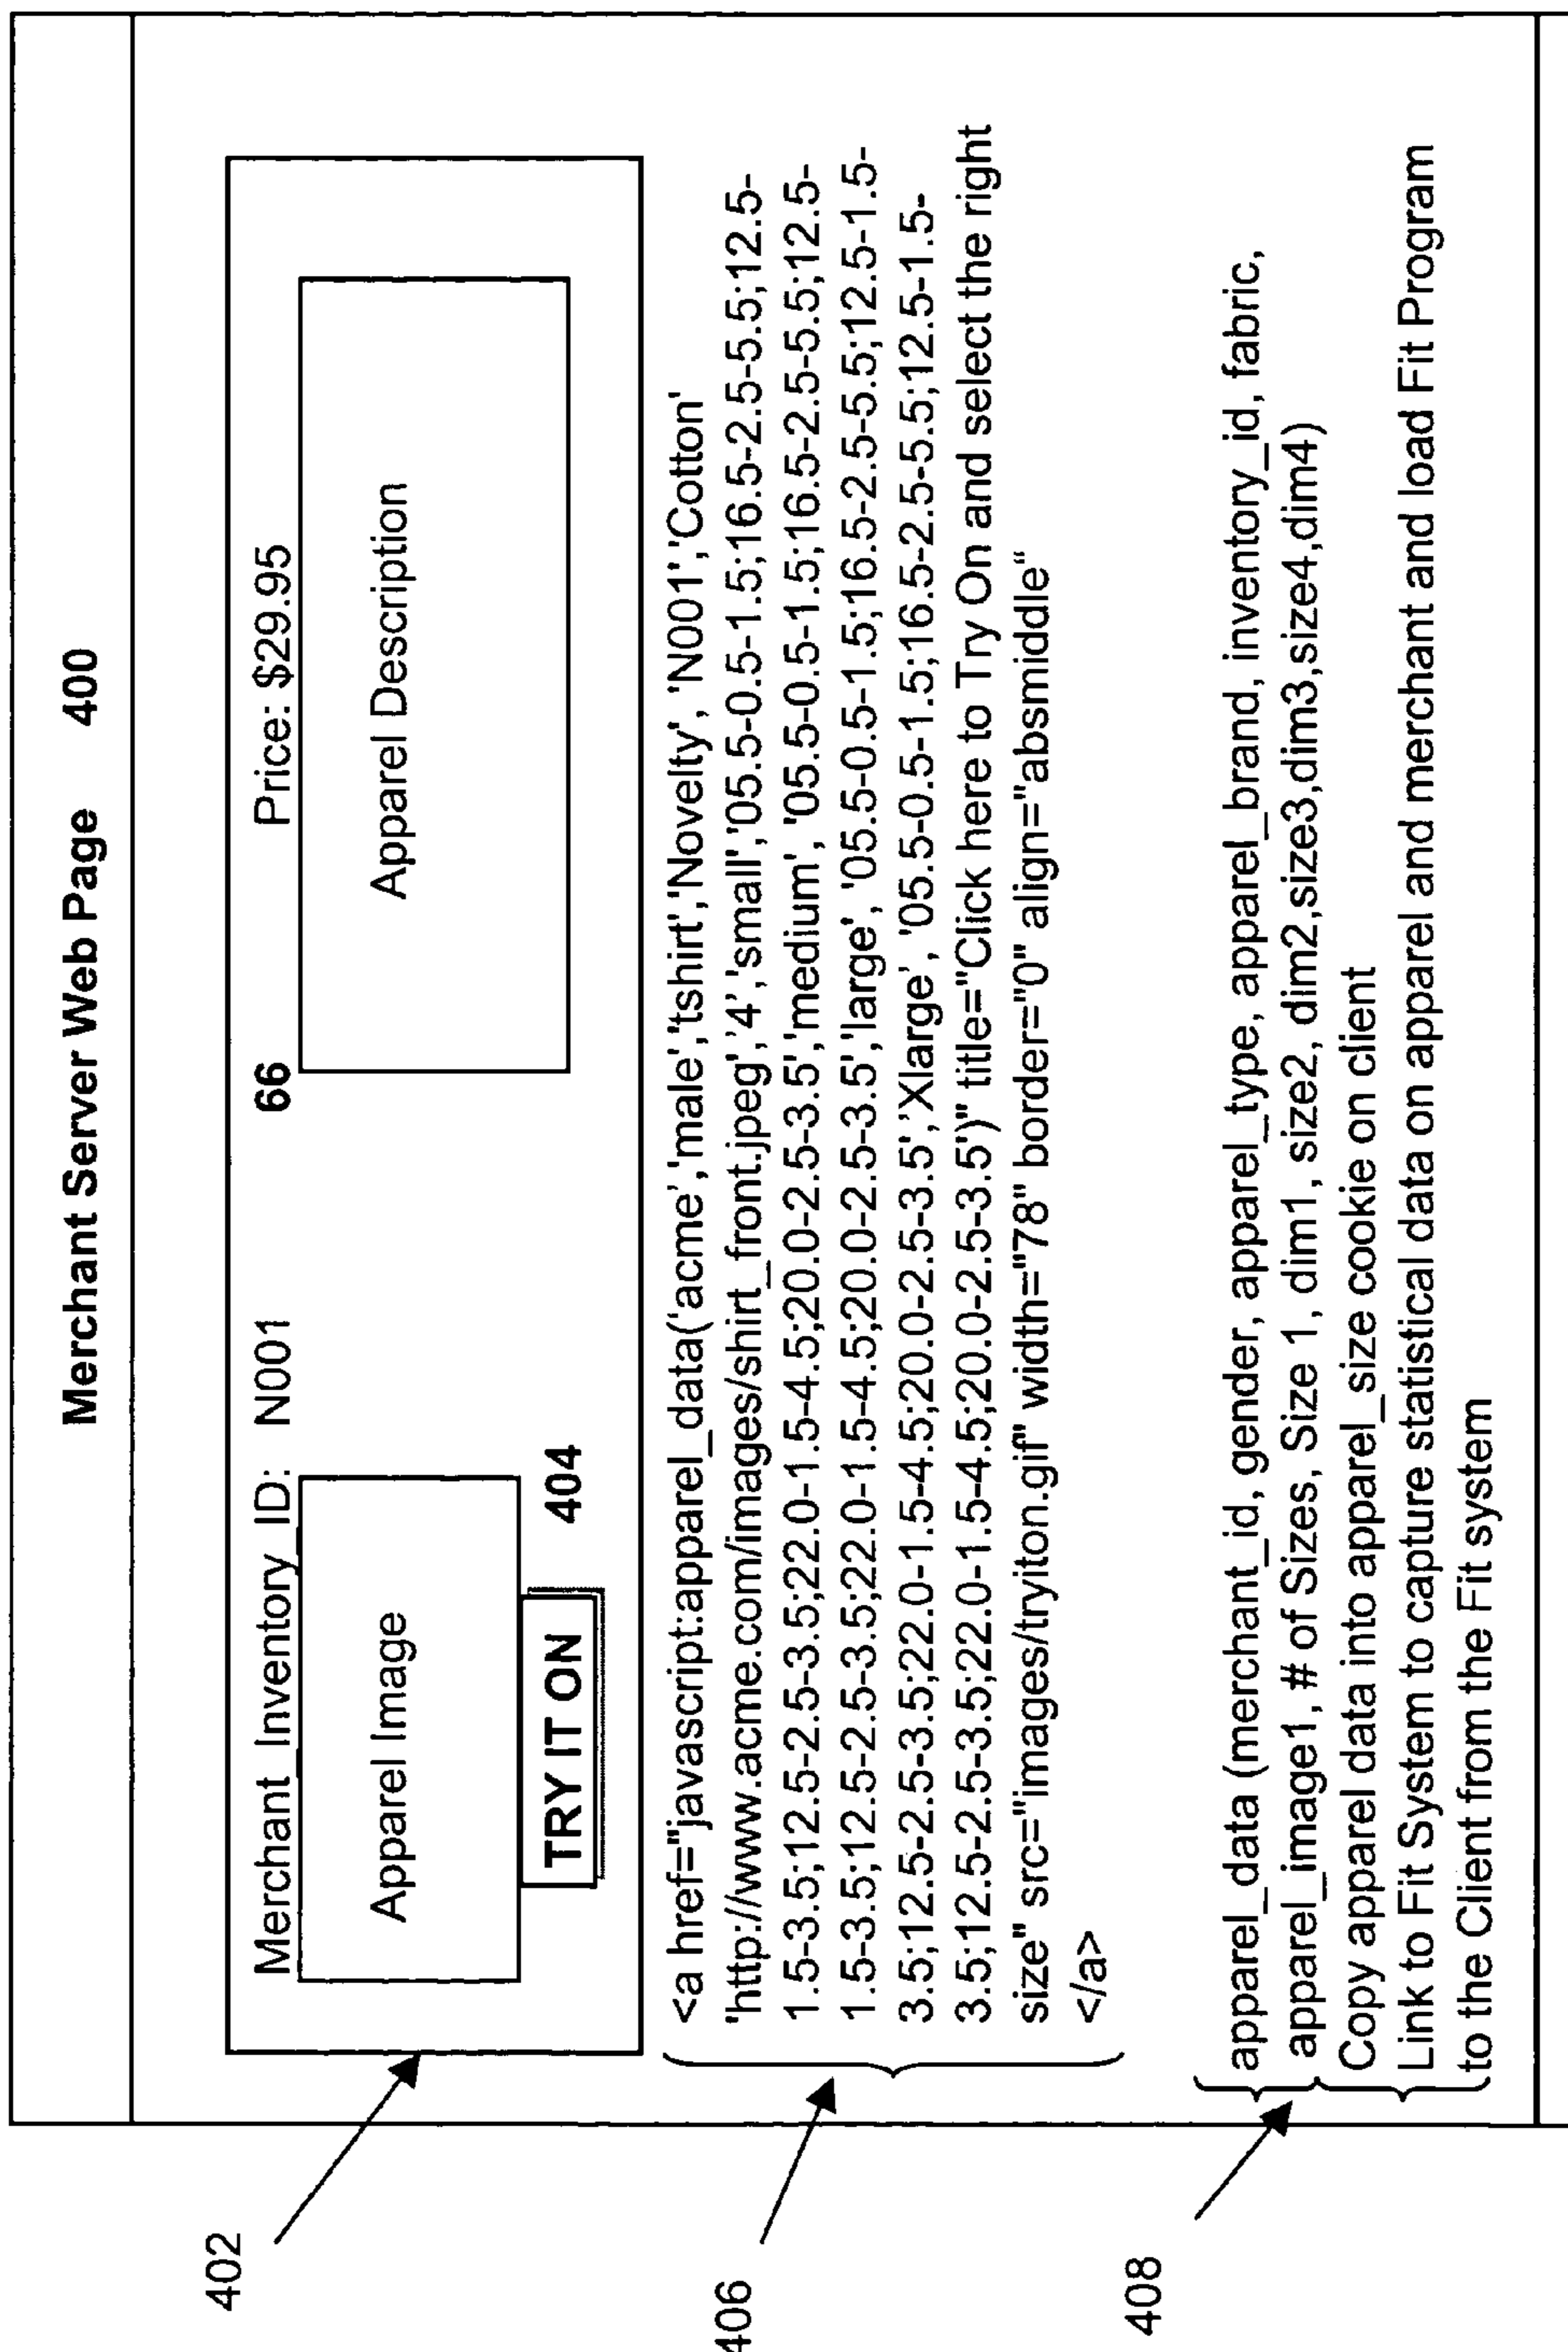 Merchant Server Web Page 400
Merchant_Inventory_ID: N001
66
Price: $29.95
Apparel Image
Apparel Description
TRY IT ON
404
<a href="javascript:apparel_data('acme','male','tshirt','Novelty', 'N001','Cotton'
'http://www.acme.com/images/shirt_front.jpeg','4','small','05.5-0.5-1.5;16.5-2.5-5.5;12.5-
1.5-3.5;12.5-2.5-3.5;22.0-1.5-4.5;20.0-2.5-3.5','medium', '05.5-0.5-1.5;16.5-2.5-5.5;12.5-
1.5-3.5;12.5-2.5-3.5;22.0-1.5-4.5;20.0-2.5-3.5','large', '05.5-0.5-1.5;16.5-2.5-5.5;12.5-1.5-
3.5;12.5-2.5-3.5;22.0-1.5-4.5;20.0-2.5-3.5','Xlarge', '05.5-0.5-1.5;16.5-2.5-5.5;12.5-1.5-
3.5;12.5-2.5-3.5;22.0-1.5-4.5;20.0-2.5-3.5')" title="Click here to Try On and select the right
size" src="images/tryiton.gif" width="78" border="0" align="absmiddle“
</a>
apparel_data (merchant_id, gender, apparel_type, apparel_brand, inventory_id, fabric,
apparel_image1, # of Sizes, Size 1, dim1, size2, dim2,size3,dim3,size4,dim4)
Copy apparel data into apparel_size cookie on client
Link to Fit System to capture statistical data on apparel and merchant and load Fit Program
to the Client from the Fit system
402
406
408